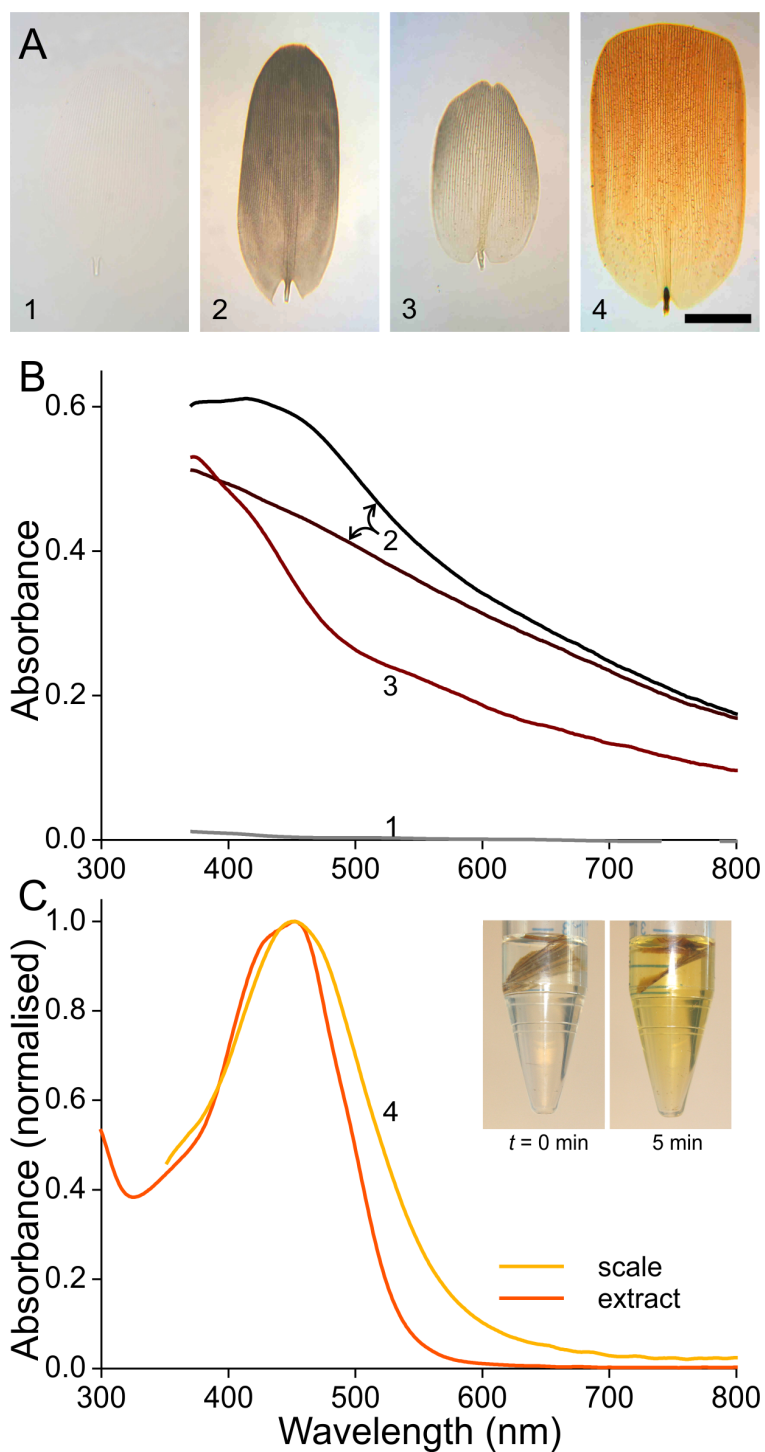 A
1
2
3
4
B
0.6
0.4
0.2
0.0
Absorbance
2
3
1
300 400 500 600 700 800
C
1.0
0.8
0.6
0.4
0.2
0.0
Absorbance (normalised)
4
t = 0 min
5 min
scale
extract
300 400 500 600 700 800
Wavelength (nm)